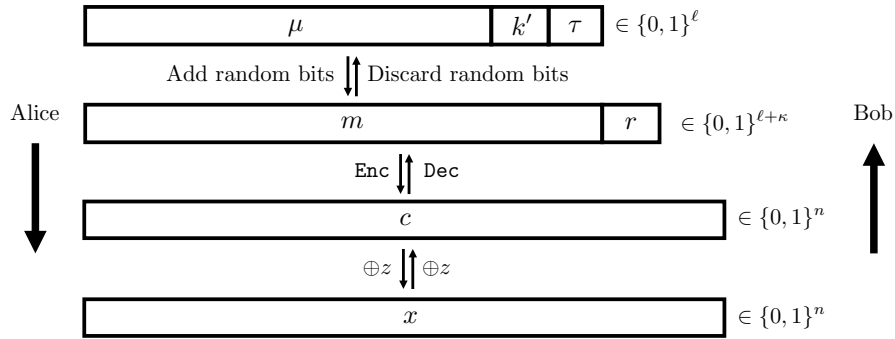 μ k′ τ ∈ {0, 1}^ℓ
Add random bits Discard random bits
Alice Bob
m r ∈ {0, 1}^{ℓ+κ}
Enc Dec
c ∈ {0, 1}^n
⊕z ⊕z
x ∈ {0, 1}^n